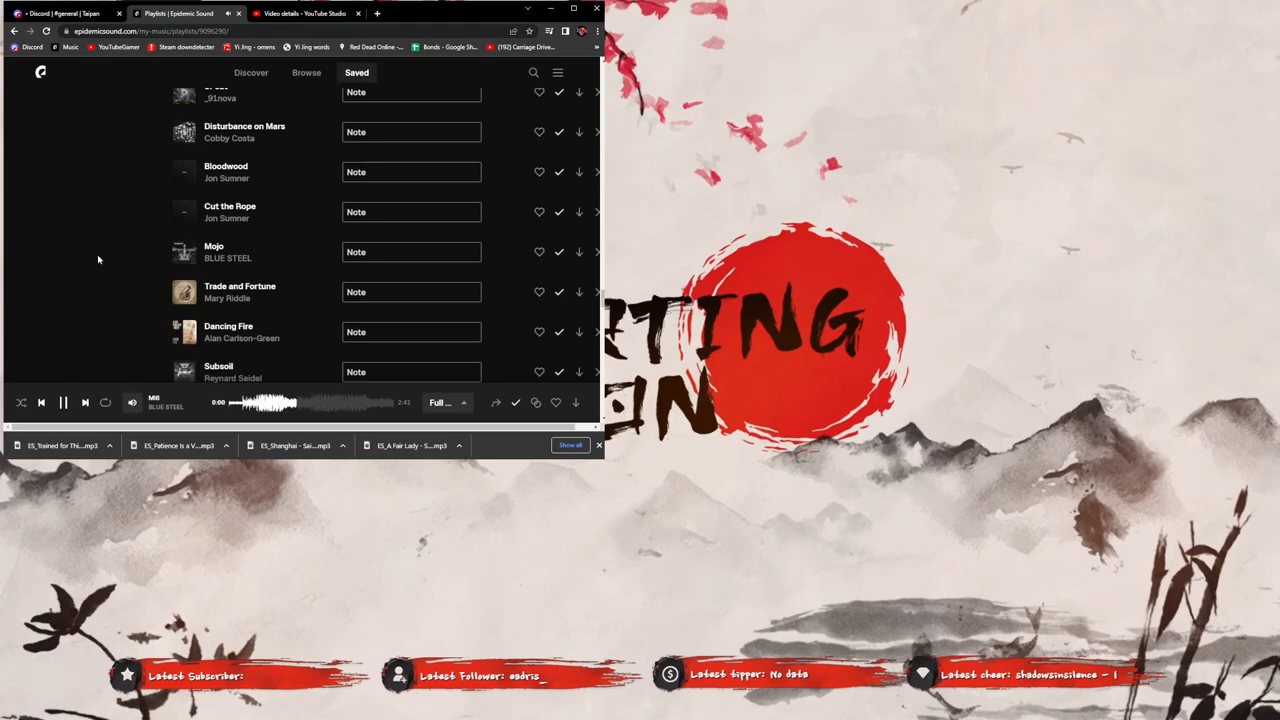 • Discord | #general | Taipan
Playlists | Epidemic Sound
Video details - YouTube Studio
epidemicsound.com/my-music/playlists/9096290/
Discord
Music
YouTubeGamer
Steam downdetecter
Yi Jing - omens
Yi Jing words
Red Dead Online -...
Bonds - Google Sh...
(192) Carriage Drive...
»
Discover
Browse
Saved
_91nova
Note
Disturbance on Mars
Cobby Costa
Note
Bloodwood
Jon Sumner
Note
Cut the Rope
Jon Sumner
Note
Mojo
BLUE STEEL
Note
Trade and Fortune
Mary Riddle
Note
Dancing Fire
Alan Carlson-Green
Note
Subsoil
Reynard Seidel
Note
MI6
BLUE STEEL
0:00
2:41
Full ...
ES_Trained for Thi....mp3
ES_Patience Is a V....mp3
ES_Shanghai - Sai....mp3
ES_A Fair Lady - S....mp3
Show all
RTING
ON
Latest Subscriber:
Latest Follower: eadris_
Latest tipper: No data
Latest cheer: shadowsinsilence - 1